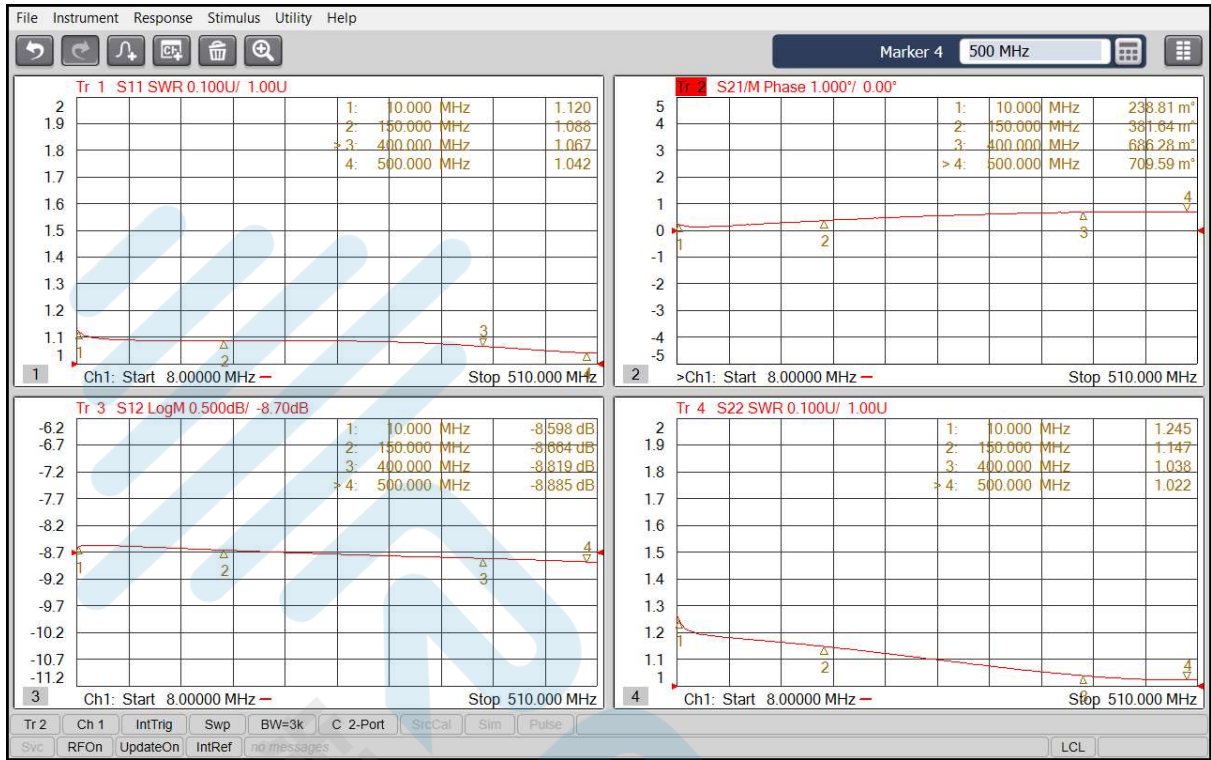 File Instrument Response Stimulus Utility Help
Marker 4 500 MHz
Tr 1 S11 SWR 0.100U/ 1.00U
2
1.9
1.8
1.7
1.6
1.5
1.4
1.3
1.2
1.1
1
1: 10.000 MHz 1.120
2: 150.000 MHz 1.088
> 3: 400.000 MHz 1.067
4: 500.000 MHz 1.042
1
2
3
1 Ch1: Start 8.00000 MHz Stop 510.000 MHz
Tr 2 S21/M Phase 1.000°/ 0.00°
5
4
3
2
1
0
-1
-2
-3
-4
-5
1: 10.000 MHz 238.81 m°
2: 150.000 MHz 381.64 m°
3: 400.000 MHz 686.28 m°
> 4: 500.000 MHz 709.59 m°
1
2
3
4
2 >Ch1: Start 8.00000 MHz Stop 510.000 MHz
Tr 3 S12 LogM 0.500dB/ -8.70dB
-6.2
-6.7
-7.2
-7.7
-8.2
-8.7
-9.2
-9.7
-10.2
-10.7
-11.2
1: 10.000 MHz -8.598 dB
2: 150.000 MHz -8.664 dB
3: 400.000 MHz -8.819 dB
> 4: 500.000 MHz -8.885 dB
1
2
3
4
3 Ch1: Start 8.00000 MHz Stop 510.000 MHz
Tr 4 S22 SWR 0.100U/ 1.00U
2
1.9
1.8
1.7
1.6
1.5
1.4
1.3
1.2
1.1
1
1: 10.000 MHz 1.245
2: 150.000 MHz 1.147
3: 400.000 MHz 1.038
> 4: 500.000 MHz 1.022
1
2
4
4 Ch1: Start 8.00000 MHz Stop 510.000 MHz
Tr 2 Ch 1 IntTrig Swp BW=3k C 2-Port SrcCal Sim Pulse
Svc RFOn UpdateOn IntRef no messages LCL